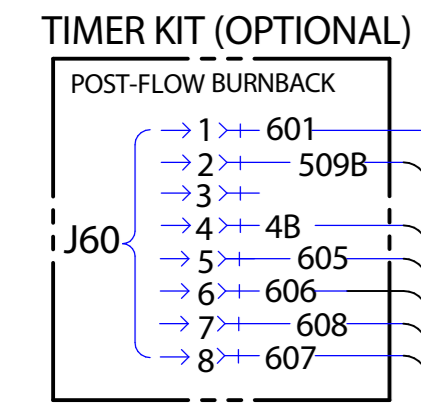 TIMER KIT (OPTIONAL)
POST-FLOW BURNBACK
J60
1 601
2 509B
3
4 4B
5 605
6 606
7 608
8 607